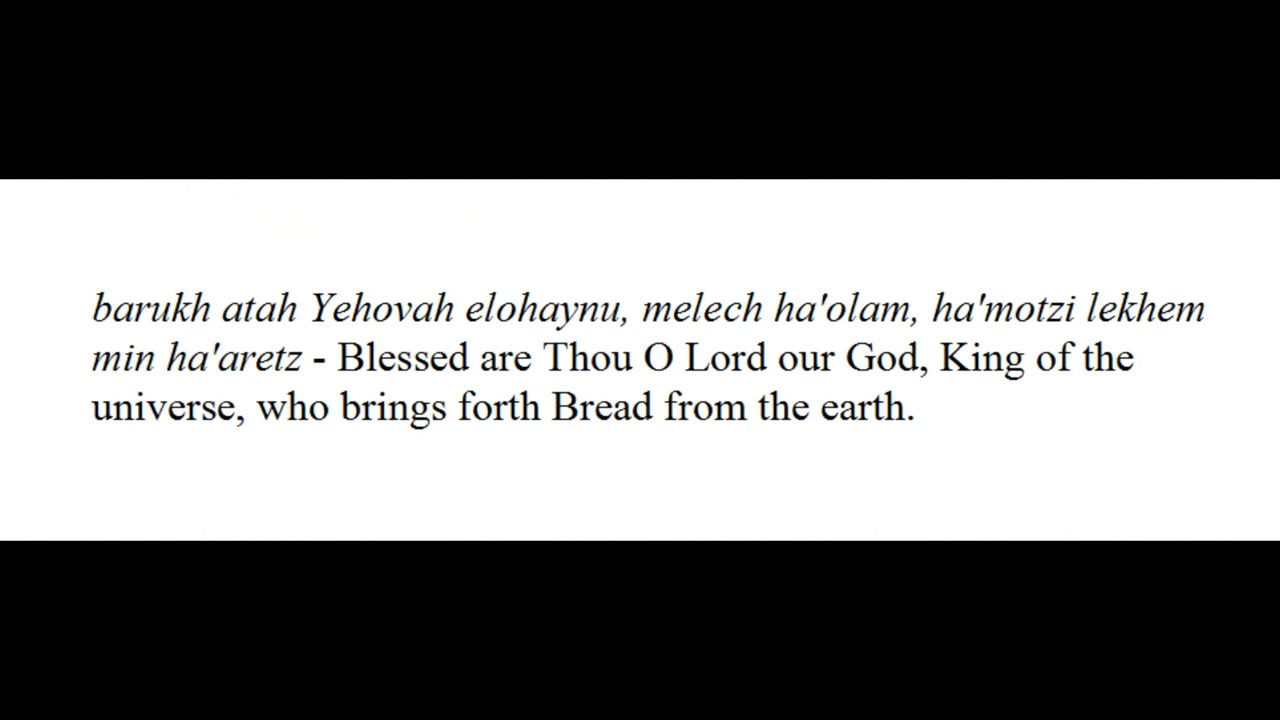 barukh atah Yehovah elohaynu, melech ha'olam, ha'motzi lekhem
min ha'aretz - Blessed are Thou O Lord our God, King of the
universe, who brings forth Bread from the earth.